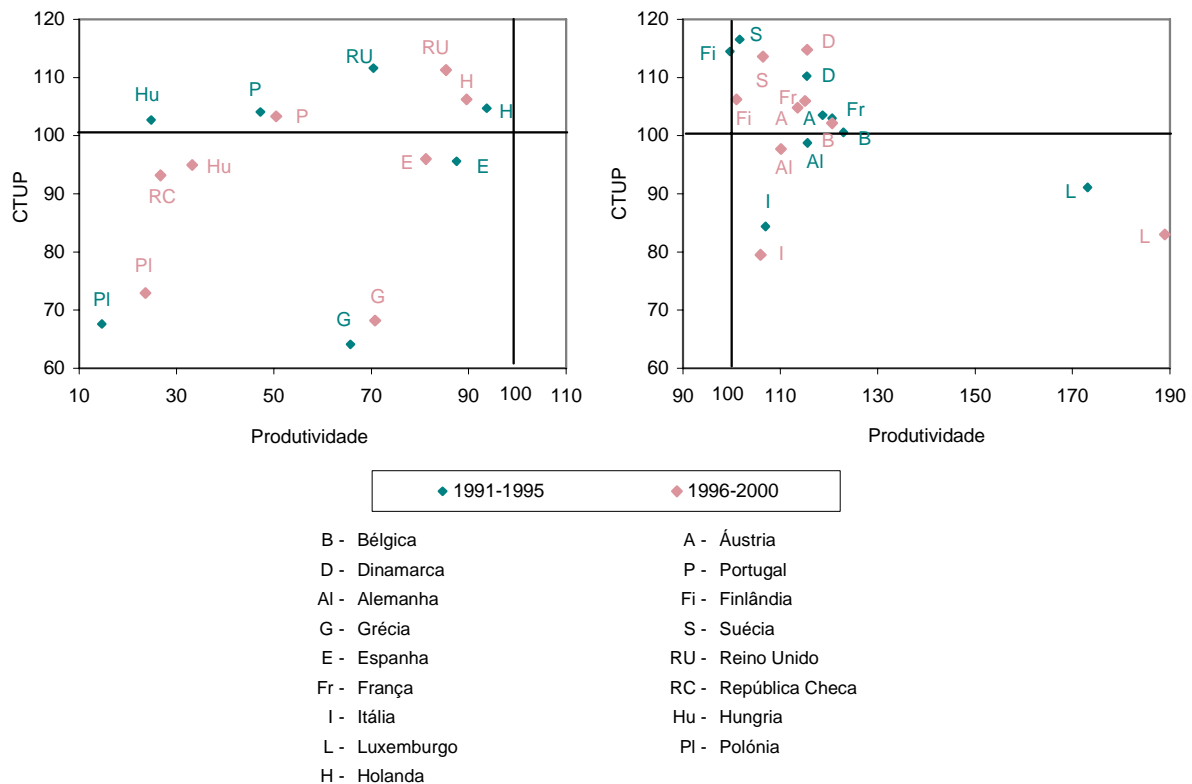 120
110
100
90
80
70
60
CTUP
10
30
50
70
90
100
110
Produtividade
RU
RU
H
H
P
P
Hu
Hu
E
E
RC
Pl
Pl
G
G
120
110
100
90
80
70
60
CTUP
90
100
110
130
150
170
190
Produtividade
S
Fi
D
D
S
Fr
Fr
Fi
A
A
B
B
Al
Al
I
I
L
L
1991-1995
1996-2000
B - Bélgica
D - Dinamarca
Al - Alemanha
G - Grécia
E - Espanha
Fr - França
I - Itália
L - Luxemburgo
H - Holanda
A - Áustria
P - Portugal
Fi - Finlândia
S - Suécia
RU - Reino Unido
RC - República Checa
Hu - Hungria
Pl - Polónia